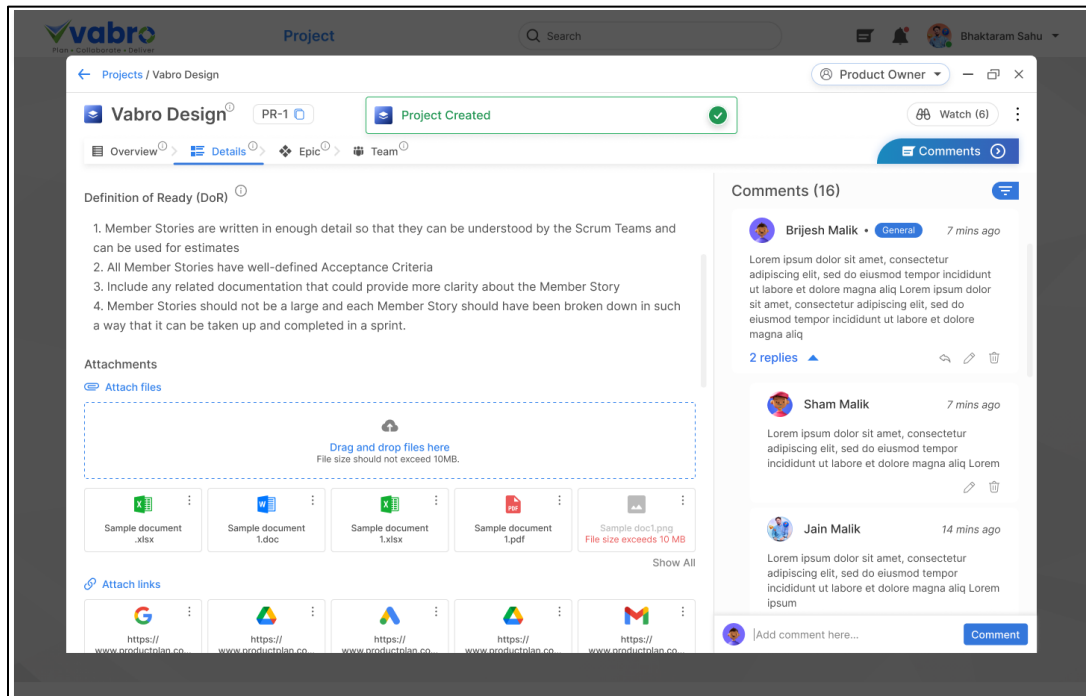 vabro
Plan • Collaborate • Deliver
Project
Search
Bhaktaram Sahu
Projects / Vabro Design
Product Owner
Vabro Design
PR-1
Project Created
Watch (6)
Overview
Details
Epic
Team
Comments
Definition of Ready (DoR)
1. Member Stories are written in enough detail so that they can be understood by the Scrum Teams and
can be used for estimates
2. All Member Stories have well-defined Acceptance Criteria
3. Include any related documentation that could provide more clarity about the Member Story
4. Member Stories should not be a large and each Member Story should have been broken down in such
a way that it can be taken up and completed in a sprint.
Attachments
Attach files
Drag and drop files here
File size should not exceed 10MB.
Sample document
.xlsx
Sample document
1.doc
Sample document
1.xlsx
PDF
Sample document
1.pdf
Sample doc1.png
File size exceeds 10 MB
Show All
Attach links
https://
www.productplan.co...
https://
www.productplan.co...
https://
www.productplan.co...
https://
www.productplan.co...
https://
www.productplan.co...
Comments (16)
Brijesh Malik • General 7 mins ago
Lorem ipsum dolor sit amet, consectetur
adipiscing elit, sed do eiusmod tempor incididunt
ut labore et dolore magna aliq Lorem ipsum dolor
sit amet, consectetur adipiscing elit, sed do
eiusmod tempor incididunt ut labore et dolore
magna aliq
2 replies
Sham Malik 7 mins ago
Lorem ipsum dolor sit amet, consectetur
adipiscing elit, sed do eiusmod tempor
incididunt ut labore et dolore magna aliq Lorem
Jain Malik 14 mins ago
Lorem ipsum dolor sit amet, consectetur
adipiscing elit, sed do eiusmod tempor
incididunt ut labore et dolore magna aliq Lorem
ipsum
Add comment here...
Comment